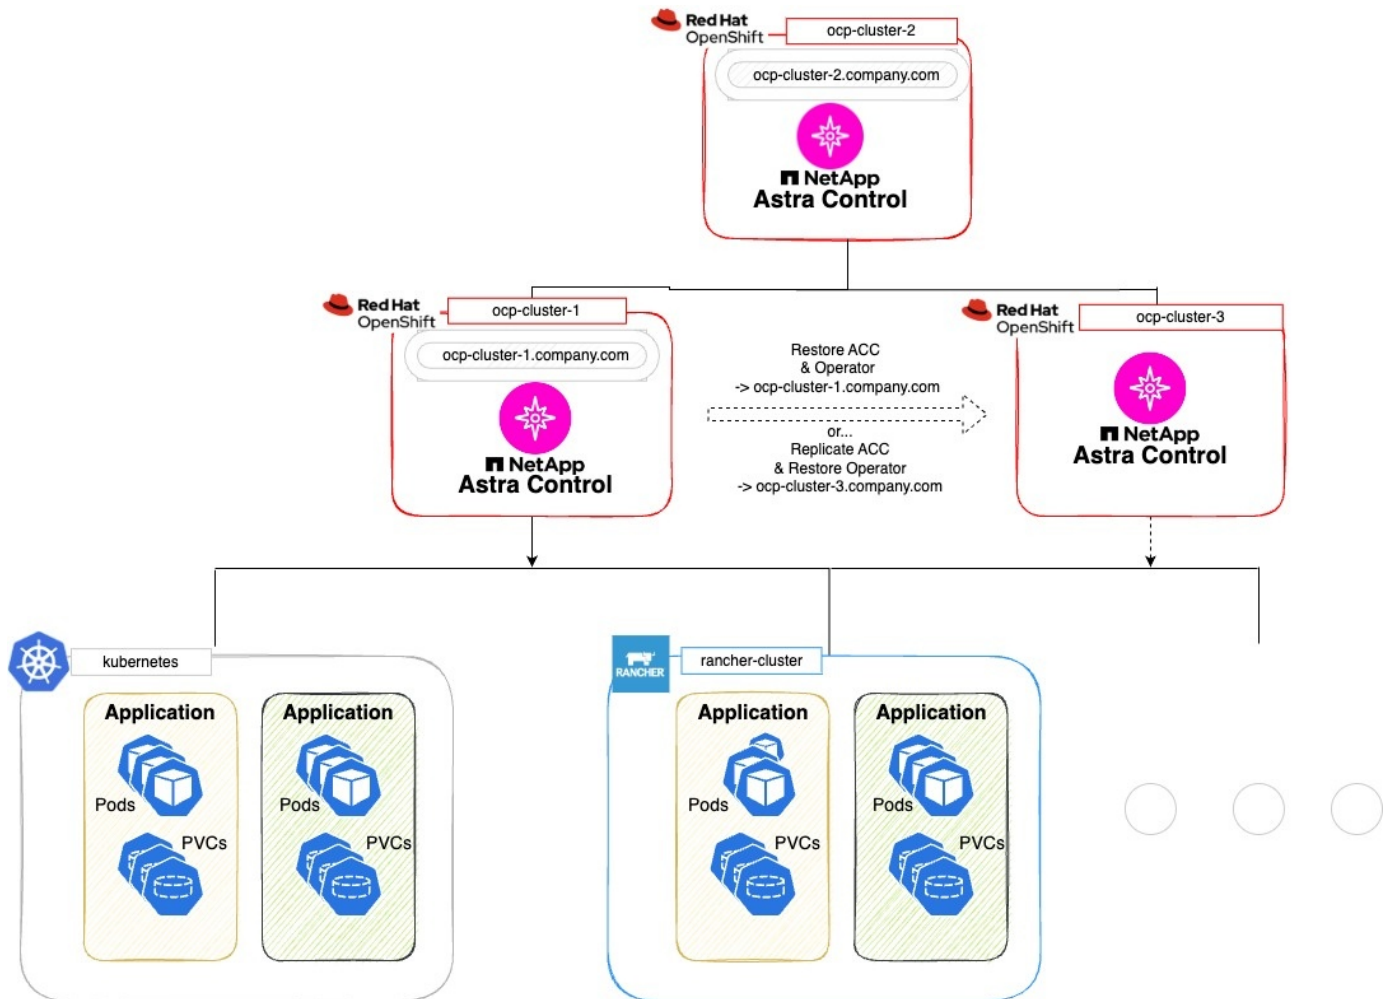 Red Hat
OpenShift
ocp-cluster-2
ocp-cluster-2.company.com
NetApp
Astra Control
Red Hat
OpenShift
ocp-cluster-1
ocp-cluster-1.company.com
NetApp
Astra Control
Restore ACC
& Operator
-> ocp-cluster-1.company.com
or...
Replicate ACC
& Restore Operator
-> ocp-cluster-3.company.com
Red Hat
OpenShift
ocp-cluster-3
NetApp
Astra Control
kubernetes
Application
Pods
PVCs
Application
Pods
PVCs
RANCHER
rancher-cluster
Application
Pods
PVCs
Application
Pods
PVCs